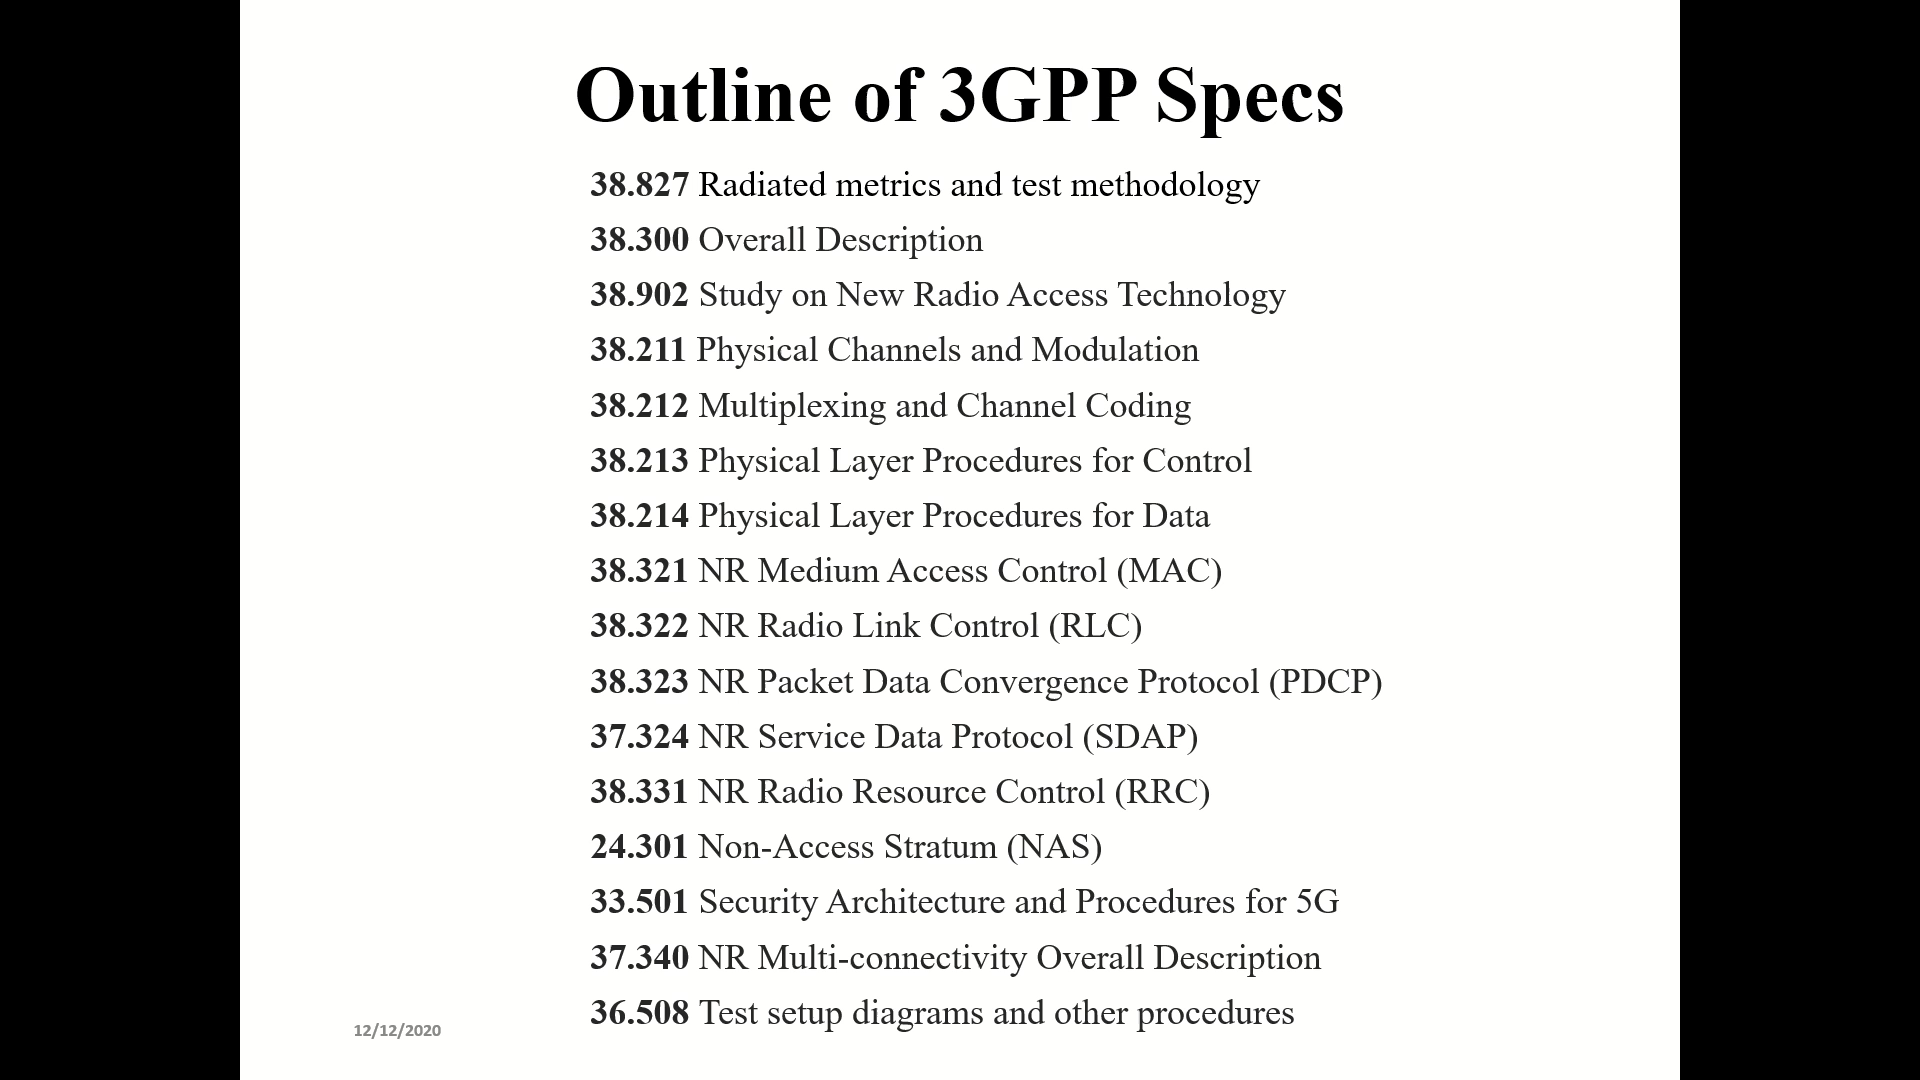 Outline of 3GPP Specs
38.827 Radiated metrics and test methodology
38.300 Overall Description
38.902 Study on New Radio Access Technology
38.211 Physical Channels and Modulation
38.212 Multiplexing and Channel Coding
38.213 Physical Layer Procedures for Control
38.214 Physical Layer Procedures for Data
38.321 NR Medium Access Control (MAC)
38.322 NR Radio Link Control (RLC)
38.323 NR Packet Data Convergence Protocol (PDCP)
37.324 NR Service Data Protocol (SDAP)
38.331 NR Radio Resource Control (RRC)
24.301 Non-Access Stratum (NAS)
33.501 Security Architecture and Procedures for 5G
37.340 NR Multi-connectivity Overall Description
36.508 Test setup diagrams and other procedures
12/12/2020